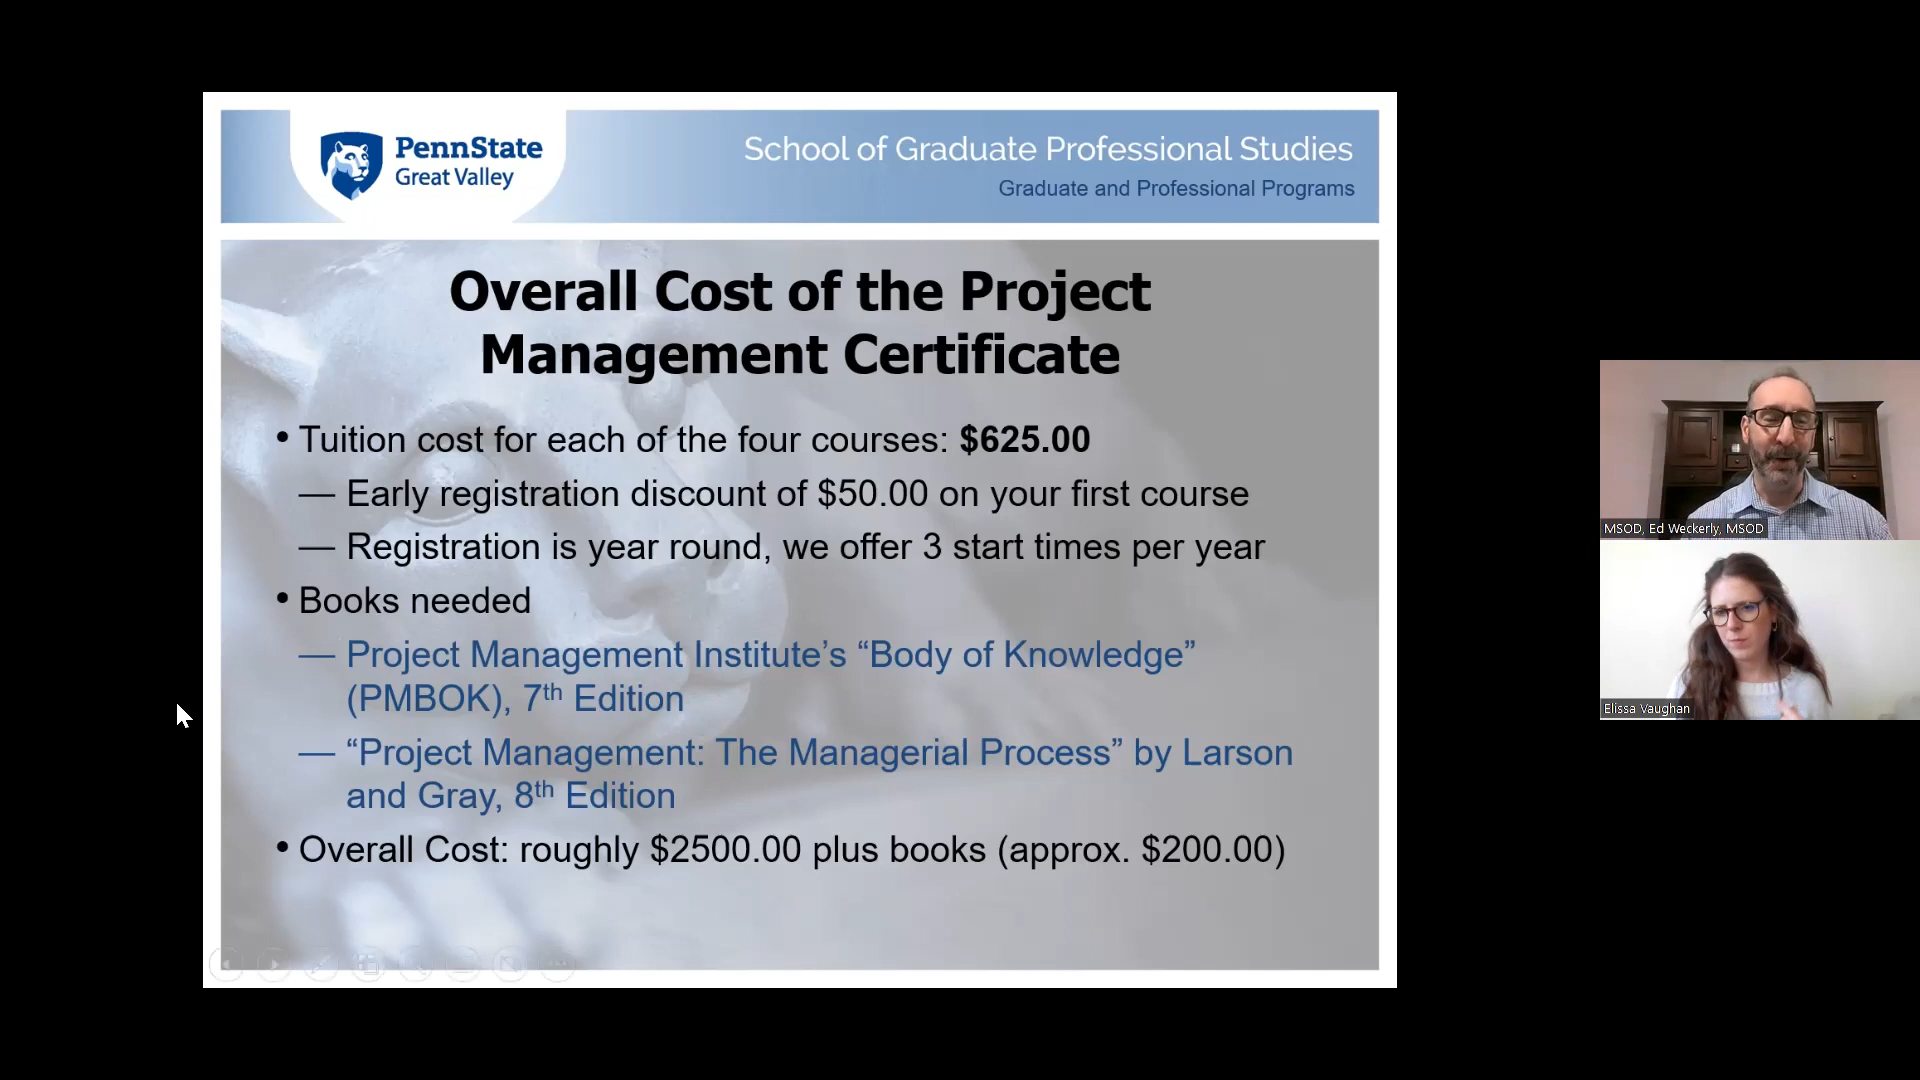 PennState
Great Valley
School of Graduate Professional Studies
Graduate and Professional Programs
Overall Cost of the Project
Management Certificate
• Tuition cost for each of the four courses: $625.00
— Early registration discount of $50.00 on your first course
— Registration is year round, we offer 3 start times per year
• Books needed
— Project Management Institute’s “Body of Knowledge”
(PMBOK), 7th Edition
— “Project Management: The Managerial Process” by Larson
and Gray, 8th Edition
• Overall Cost: roughly $2500.00 plus books (approx. $200.00)
MSOD, Ed Weckerly, MSOD
Elissa Vaughan